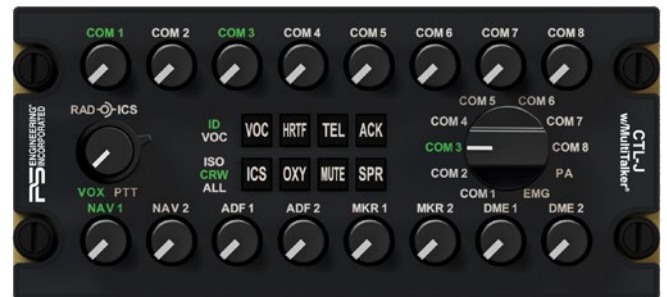 COM 1 COM 2 COM 3 COM 4 COM 5 COM 6 COM 7 COM 8
PS ENGINEERING® INCORPORATED
RAD ICS
VOX PTT
ID
VOC
ISO
CRW
ALL
VOC HRTF TEL ACK
ICS OXY MUTE SPR
COM 5 COM 6
COM 4 COM 7
COM 3 COM 8
COM 2 PA
COM 1 EMG
CTL-J
w/MultiTalker®
NAV 1 NAV 2 ADF 1 ADF 2 MKR 1 MKR 2 DME 1 DME 2